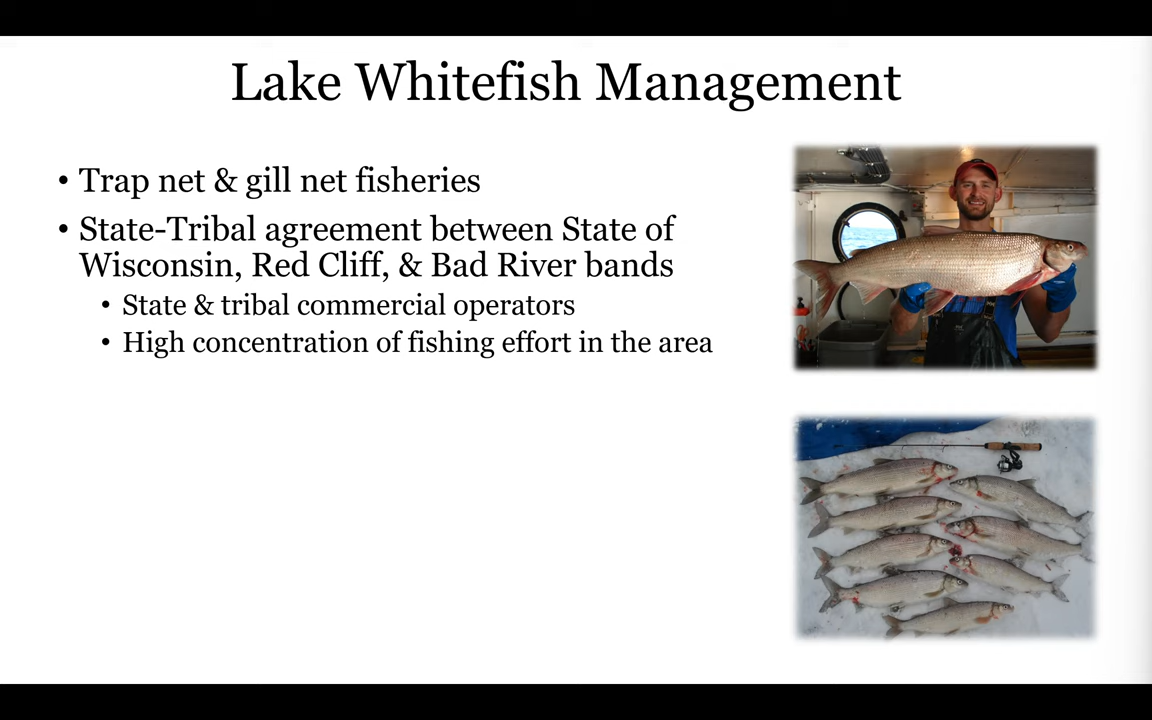 Lake Whitefish Management
• Trap net & gill net fisheries
• State-Tribal agreement between State of
Wisconsin, Red Cliff, & Bad River bands
• State & tribal commercial operators
• High concentration of fishing effort in the area